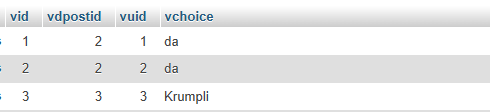 vid vdpostid vuid vchoice
1 2 1 da
2 2 2 da
3 3 3 Krumpli